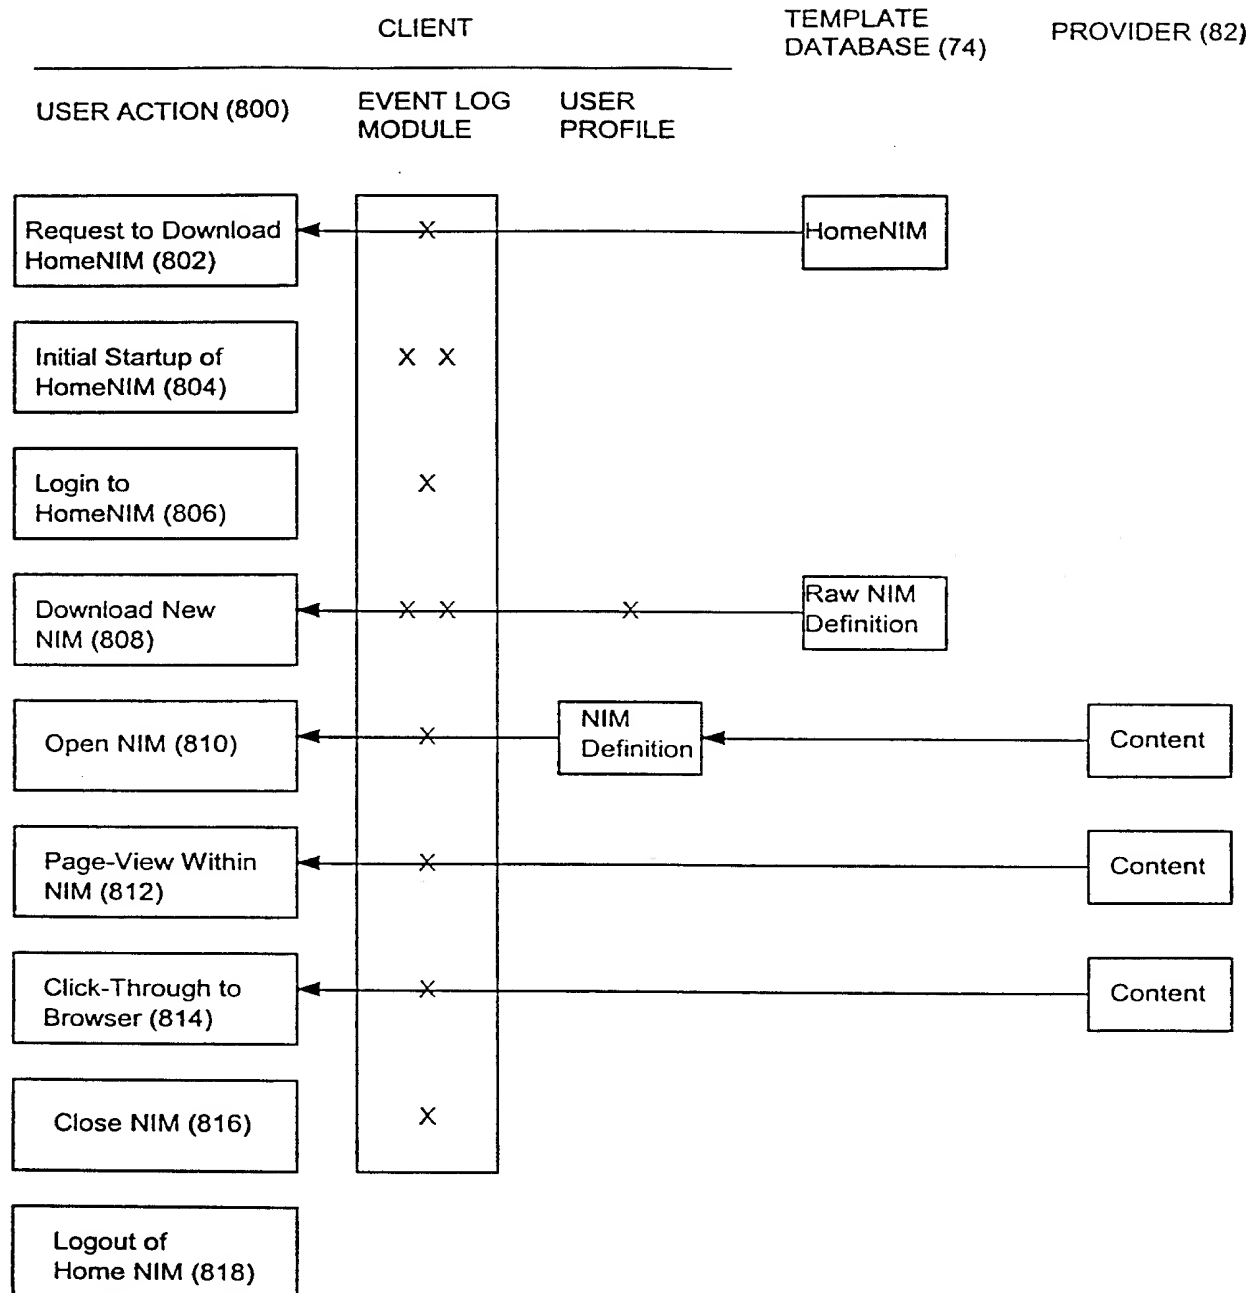 CLIENT
TEMPLATE
DATABASE (74)
PROVIDER (82)
USER ACTION (800)
EVENT LOG
MODULE
USER
PROFILE
Request to Download
HomeNIM (802)
X
HomeNIM
Initial Startup of
HomeNIM (804)
X X
Login to
HomeNIM (806)
X
Download New
NIM (808)
X X
X
Raw NIM
Definition
Open NIM (810)
X
NIM
Definition
Content
Page-View Within
NIM (812)
X
Content
Click-Through to
Browser (814)
X
Content
Close NIM (816)
X
Logout of
Home NIM (818)